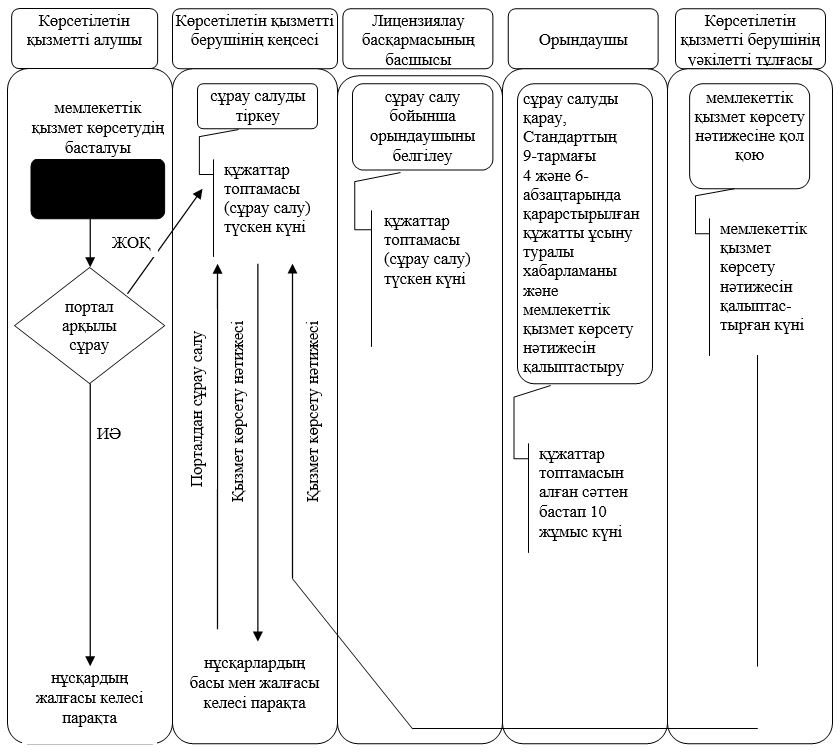 Көрсетілетін
қызметті алушы
Көрсетілетін қызметті
берушінің кеңсесі
Лицензиялау
басқармасының
басшысы
Орындаушы
Көрсетілетін
қызметті берушінің
уәкілетті тұлғасы
мемлекеттік
қызмет көрсетудің
басталуы
ЖОҚ
портал
арқылы
сұрау
ИӘ
нұсқардың
жалғасы келесі
парақта
сұрау салуды
тіркеу
құжаттар
топтамасы
(сұрау салу)
түскен күні
Порталдан сұрау салу
Қызмет көрсету нәтижесі
Қызмет көрсету нәтижесі
нұсқарлардың
басы мен жалғасы
келесі парақта
сұрау салу
бойынша
орындаушыны
белгілеу
құжаттар
топтамасы
(сұрау салу)
түскен күні
сұрау салуды
қарау,
Стандарттың
9-тармағы
4 және 6-
абзацтарында
қарарстырылған
құжатты ұсыну
туралы
хабарламаны
және
мемлекеттік
қызмет көрсету
нәтижесін
қалыптастыру
құжаттар
топтамасын
алған сәттен
бастап 10
жұмыс күні
мемлекеттік
қызмет көрсету
нәтижесіне қол
қою
мемлекеттік
қызмет
көрсету
нәтижесін
қалыптас-
тырған күні